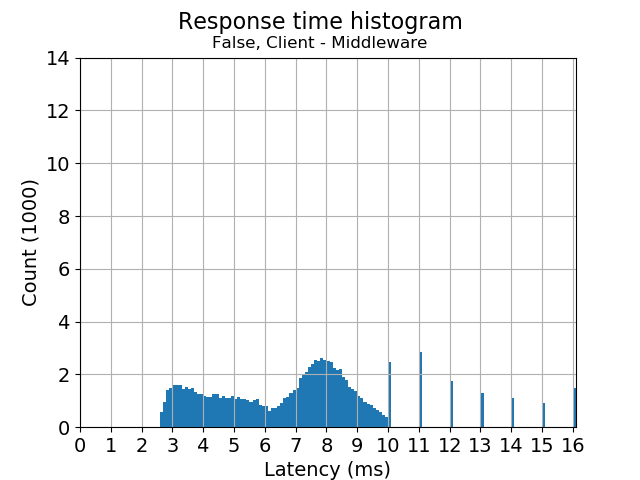 Response time histogram
False, Client - Middleware
14
12
10
8
6
4
2
0
Count (1000)
0 1 2 3 4 5 6 7 8 9 10 11 12 13 14 15 16
Latency (ms)